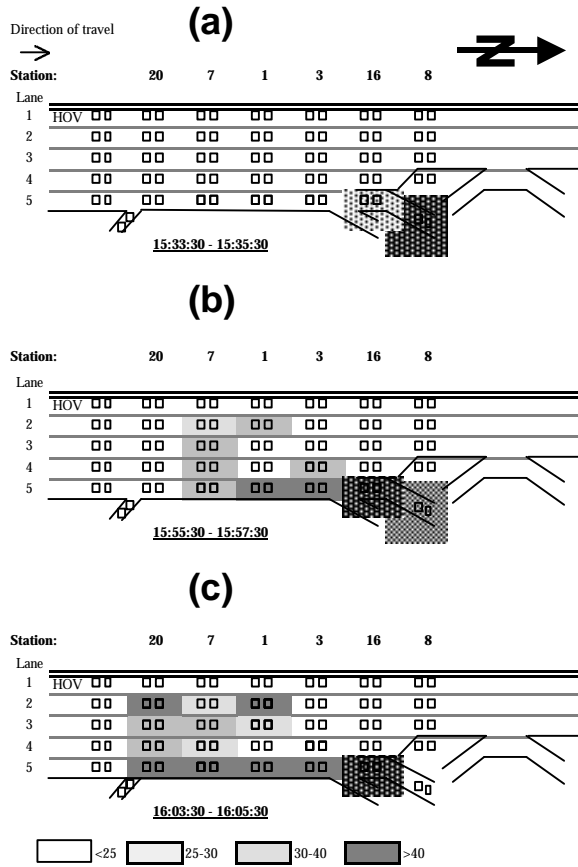 (a)
Direction of travel
N
Station: 20 7 1 3 16 8
Lane
1 HOV
2
3
4
5
15:33:30 - 15:35:30
(b)
Station: 20 7 1 3 16 8
Lane
1 HOV
2
3
4
5
15:55:30 - 15:57:30
(c)
Station: 20 7 1 3 16 8
Lane
1 HOV
2
3
4
5
16:03:30 - 16:05:30
<25 25-30 30-40 >40